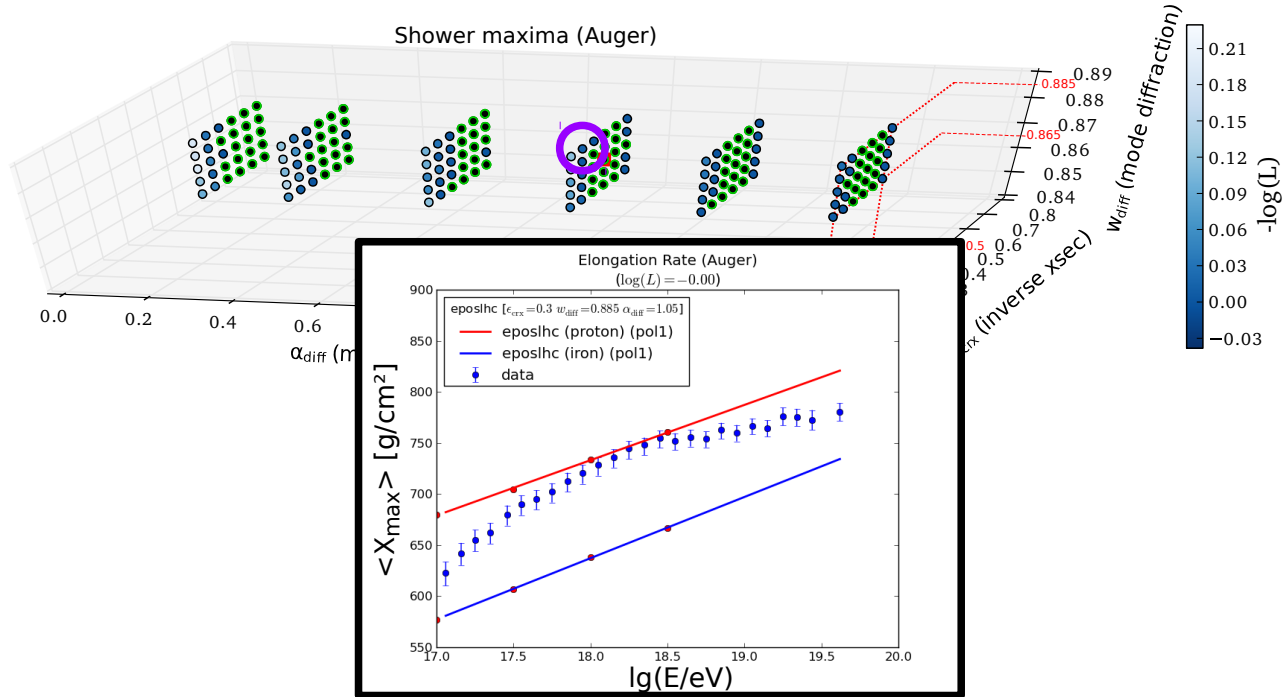 Shower maxima (Auger)
0.89
0.885
0.88
0.87
0.865
0.86
0.85
0.84
w_diff (mode diffraction)
0.8
0.7
0.6
0.5
0.5
0.4
crx (inverse xsec)
0.0
0.2
0.4
0.6
α_diff (m
0.21
0.18
0.15
0.12
0.09
0.06
0.03
0.00
−0.03
-log(L)
Elongation Rate (Auger)
(log(L)=−0.00)
eposlhc [ϵ_crx=0.3 w_diff=0.885 α_diff=1.05]
eposlhc (proton) (pol1)
eposlhc (iron) (pol1)
data
900
850
800
750
700
650
600
550
<X_max> [g/cm²]
17.0 17.5 18.0 18.5 19.0 19.5 20.0
lg(E/eV)